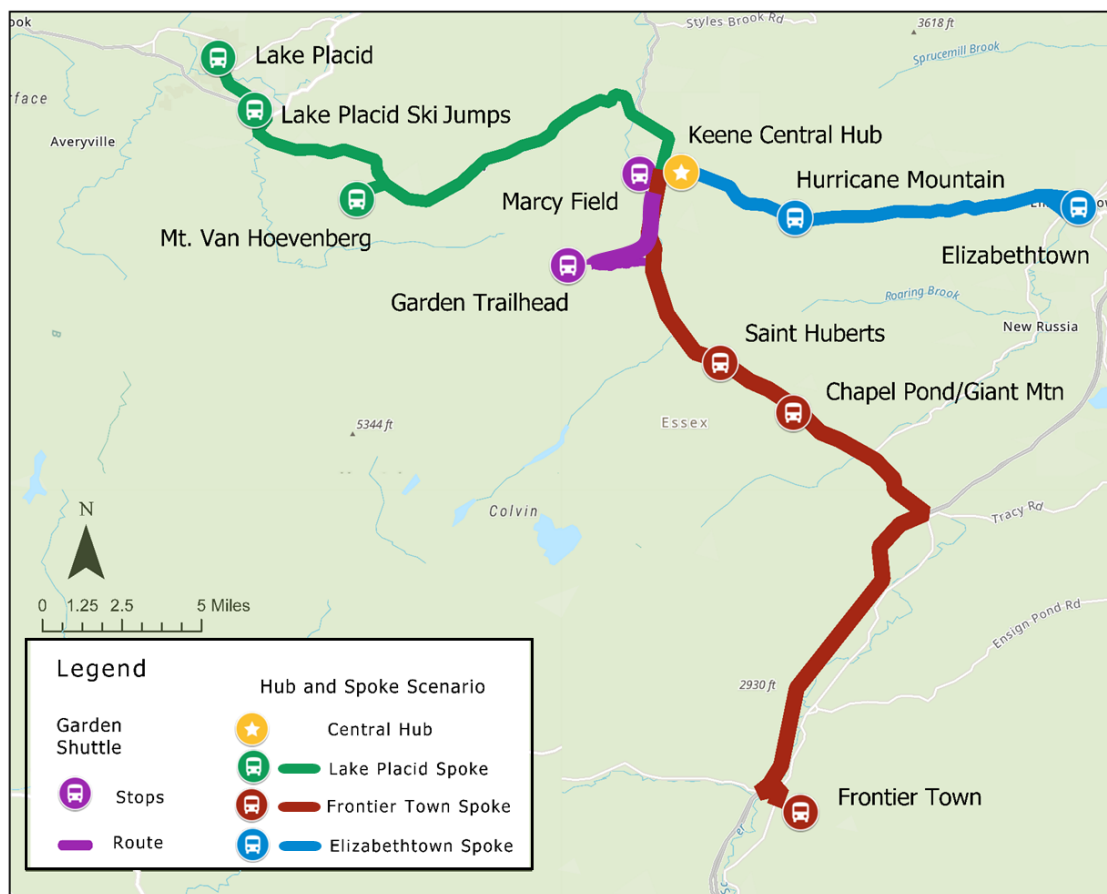 ook
Styles Brook Rd
3618 ft
Lake Placid
Sprucemill Brook
erface
Lake Placid Ski Jumps
Averyville
Keene Central Hub
Hurricane Mountain
Marcy Field
Mt. Van Hoevenberg
Elizabethtown
Garden Trailhead
Roaring Brook
New Russia
Saint Huberts
Chapel Pond/Giant Mtn
Essex
5344 ft
Colvin
Tracy Rd
N
0 1.25 2.5 5 Miles
Ensign Pond Rd
2930 ft
Frontier Town
Legend
Hub and Spoke Scenario
Garden
Shuttle
Central Hub
Lake Placid Spoke
Stops
Frontier Town Spoke
Route
Elizabethtown Spoke